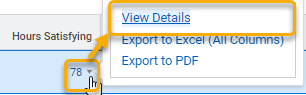 View Details
Hours Satisfying
Export to Excel (All Columns)
Export to PDF
78